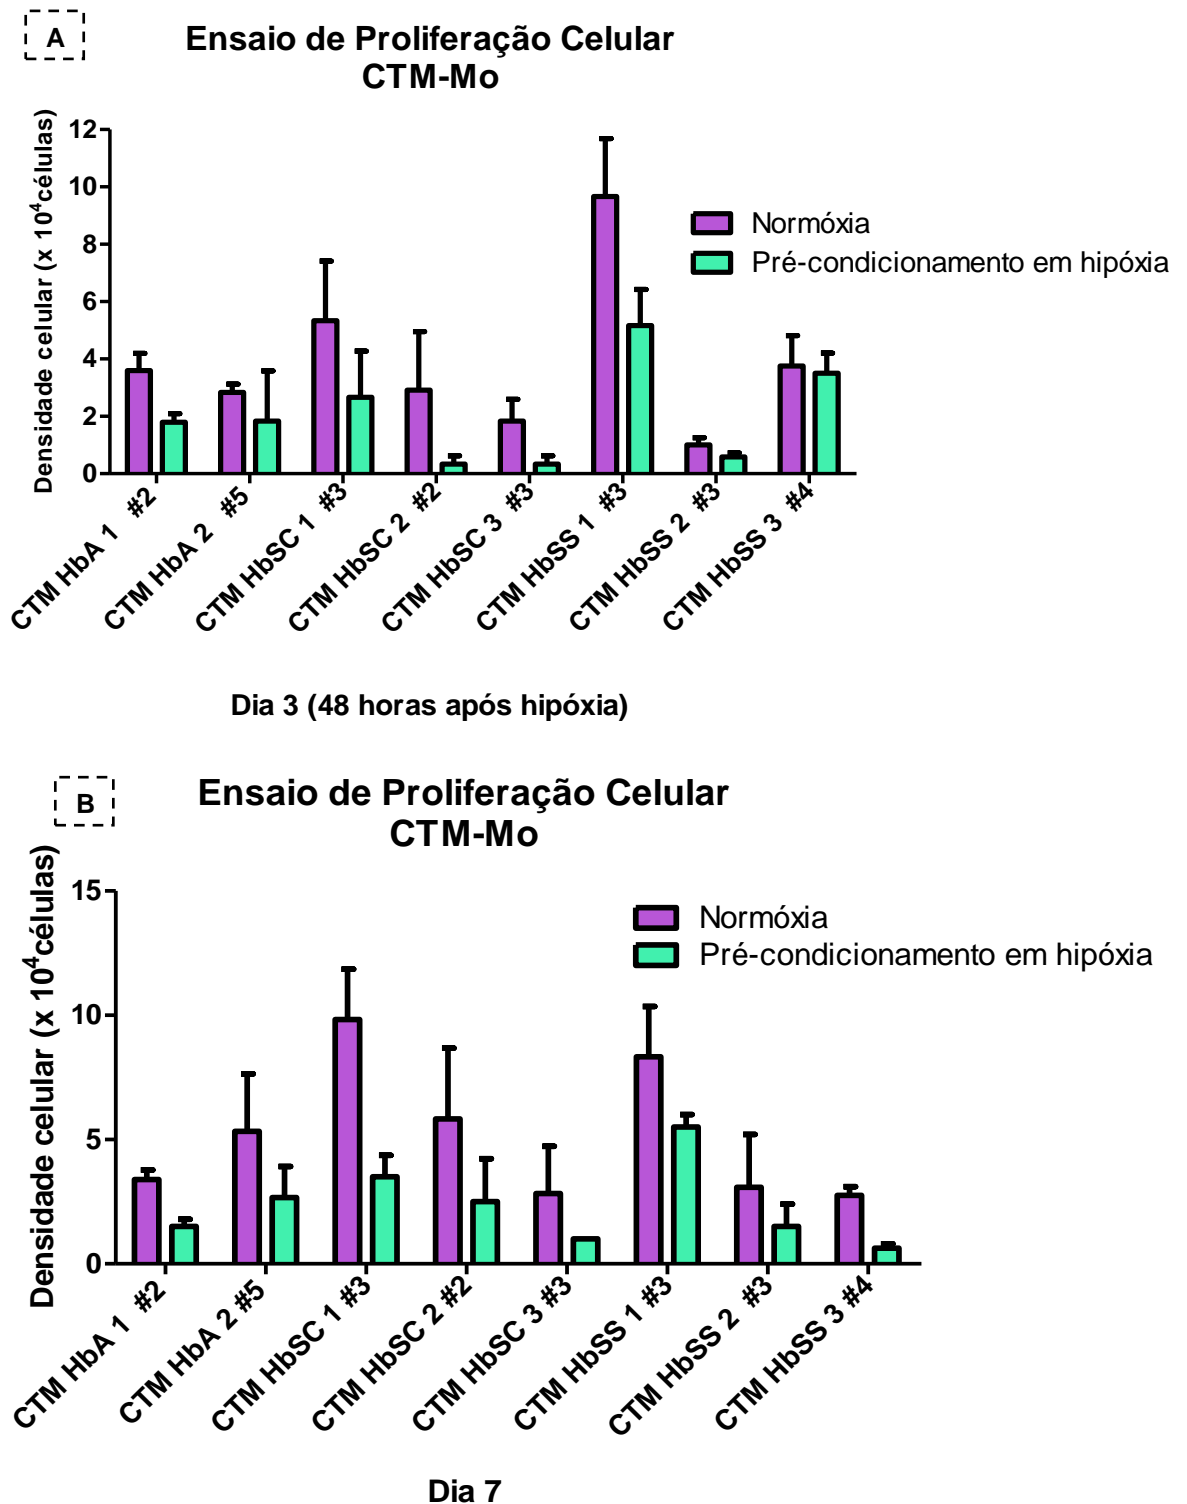 A
Ensaio de Proliferação Celular
CTM-Mo
Densidade celular (x 10⁴células)
12
10
8
6
4
2
0
Normóxia
Pré-condicionamento em hipóxia
CTM HbA 1 #2
CTM HbA 2 #5
CTM HbSC 1 #3
CTM HbSC 2 #2
CTM HbSC 3 #3
CTM HbSS 1 #3
CTM HbSS 2 #3
CTM HbSS 3 #4
Dia 3 (48 horas após hipóxia)
B
Ensaio de Proliferação Celular
CTM-Mo
Densidade celular (x 10⁴células)
15
10
5
0
Normóxia
Pré-condicionamento em hipóxia
CTM HbA 1 #2
CTM HbA 2 #5
CTM HbSC 1 #3
CTM HbSC 2 #2
CTM HbSC 3 #3
CTM HbSS 1 #3
CTM HbSS 2 #3
CTM HbSS 3 #4
Dia 7